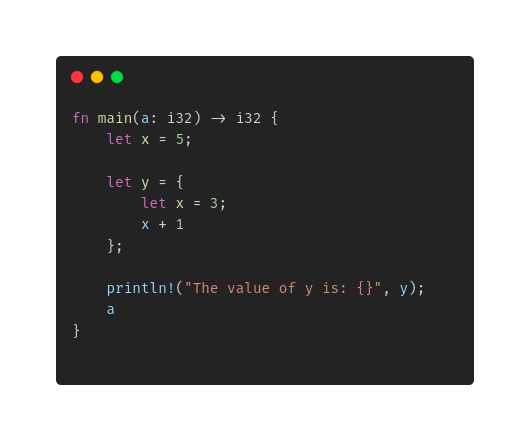 fn main(a: i32) -> i32 {
    let x = 5;

    let y = {
        let x = 3;
        x + 1
    };

    println!("The value of y is: {}", y);
    a
}